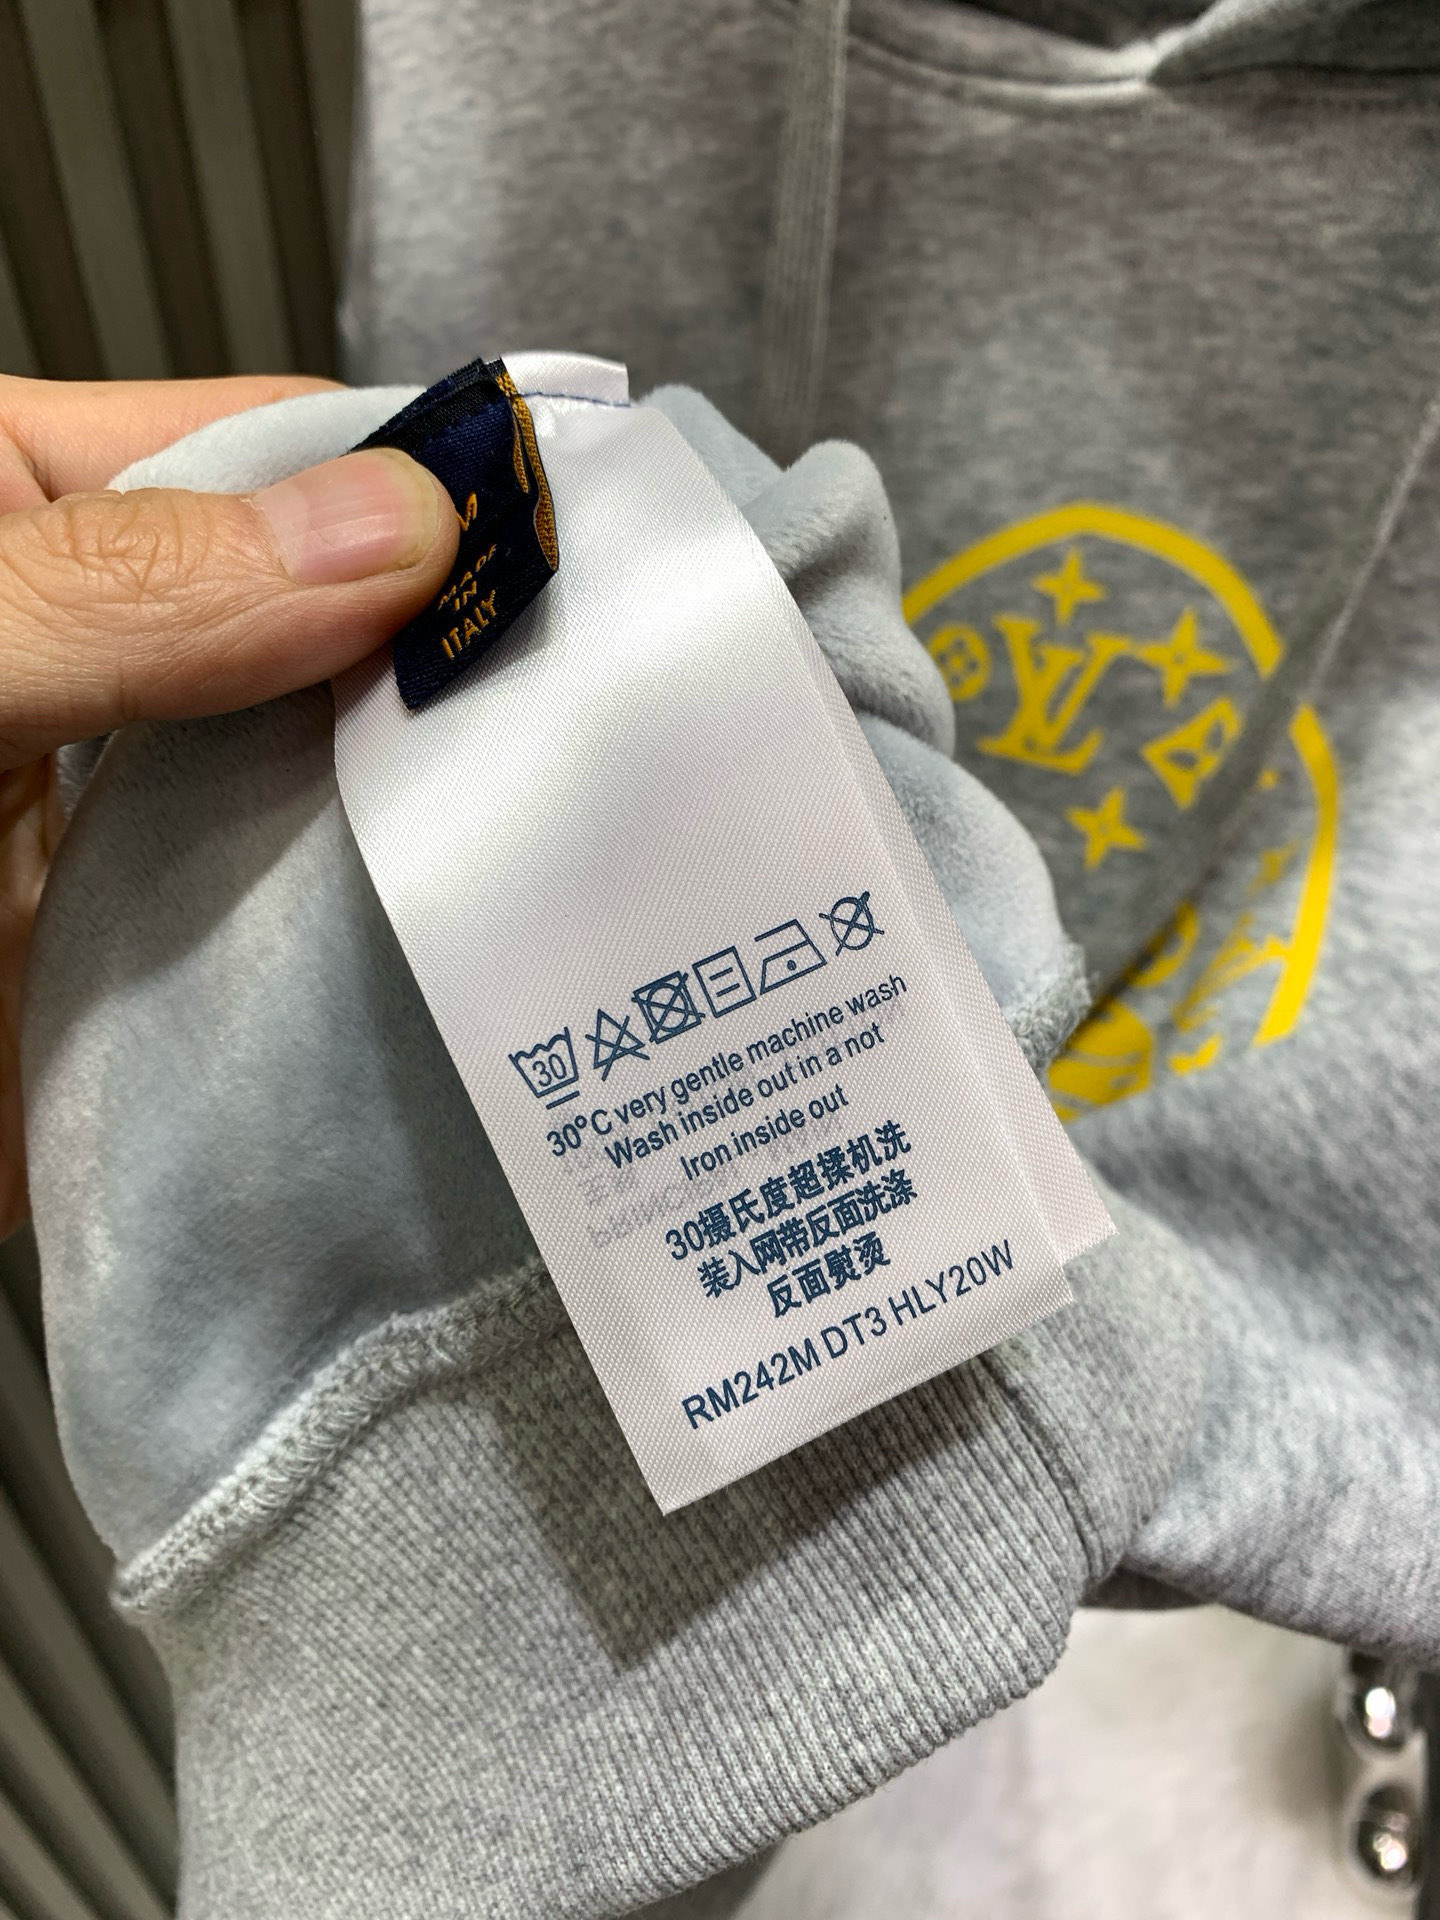 MADE
IN
ITALY
LV
30
30°C very gentle machine wash
Wash inside out in a not
Iron inside out
30摄氏度超揉机洗
装入网带反面洗涤
反面熨烫
RM242M DT3 HLY20W